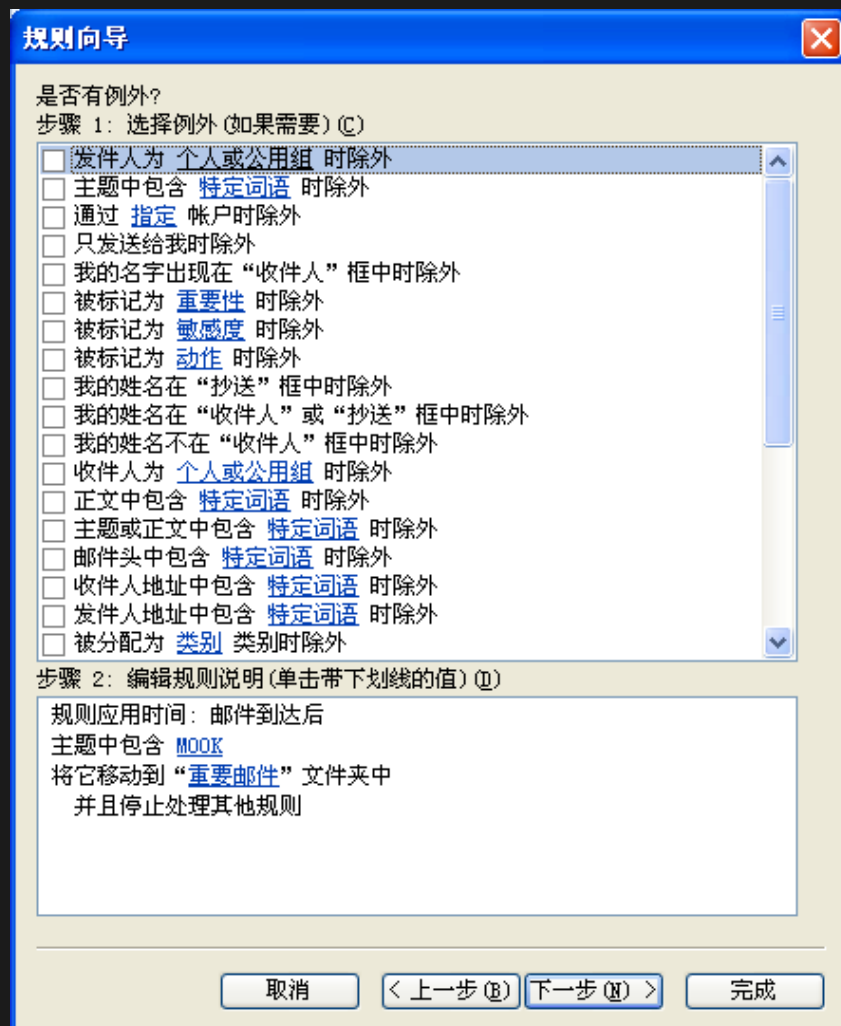 规则向导
是否有例外?
步骤 1: 选择例外(如果需要)(C)
发件人为 个人或公用组 时除外
主题中包含 特定词语 时除外
通过 指定 帐户时除外
只发送给我时除外
我的名字出现在“收件人”框中时除外
被标记为 重要性 时除外
被标记为 敏感度 时除外
被标记为 动作 时除外
我的姓名在“抄送”框中时除外
我的姓名在“收件人”或“抄送”框中时除外
我的姓名不在“收件人”框中时除外
收件人为 个人或公用组 时除外
正文中包含 特定词语 时除外
主题或正文中包含 特定词语 时除外
邮件头中包含 特定词语 时除外
收件人地址中包含 特定词语 时除外
发件人地址中包含 特定词语 时除外
被分配为 类别 类别时除外
步骤 2: 编辑规则说明(单击带下划线的值)(D)
规则应用时间: 邮件到达后
主题中包含 MOOK
将它移动到“重要邮件”文件夹中
并且停止处理其他规则
取消 < 上一步(B) 下一步(N) > 完成